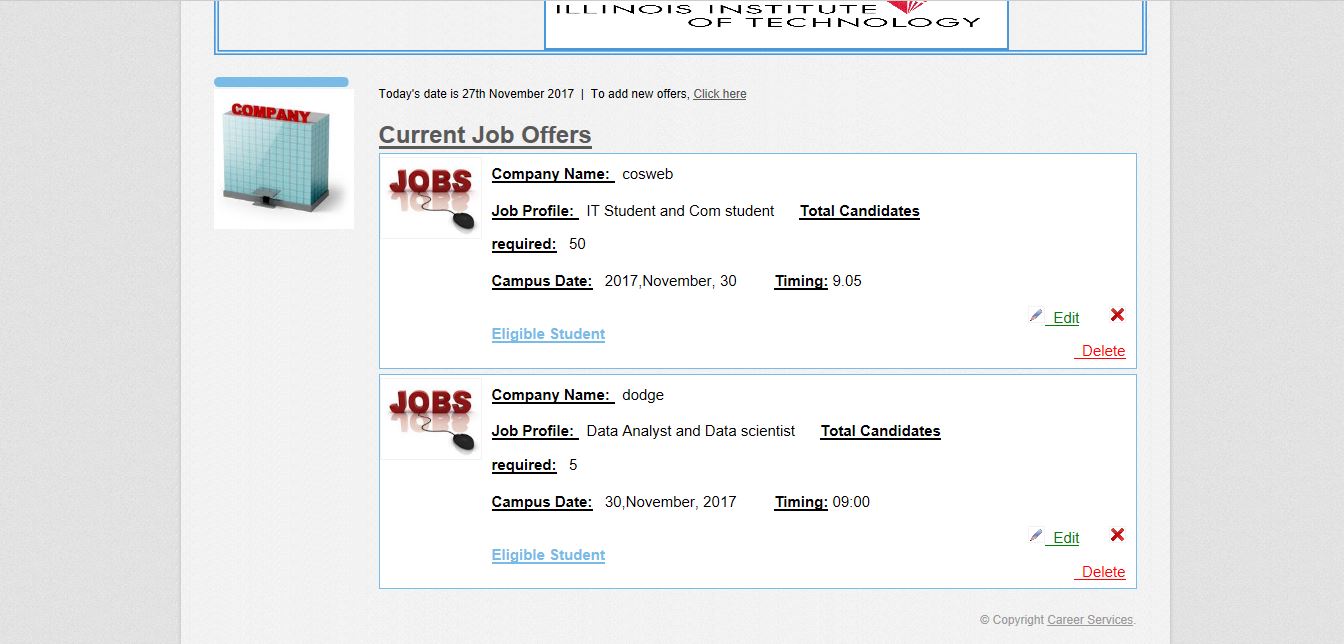 ILLINOIS INSTITUTE
OF TECHNOLOGY
COMPANY
Today's date is 27th November 2017 | To add new offers, Click here
Current Job Offers
JOBS
Company Name: cosweb
Job Profile: IT Student and Com student Total Candidates
required: 50
Campus Date: 2017,November, 30 Timing: 9.05
Edit
Eligible Student
Delete
JOBS
Company Name: dodge
Job Profile: Data Analyst and Data scientist Total Candidates
required: 5
Campus Date: 30,November, 2017 Timing: 09:00
Edit
Eligible Student
Delete
© Copyright Career Services.